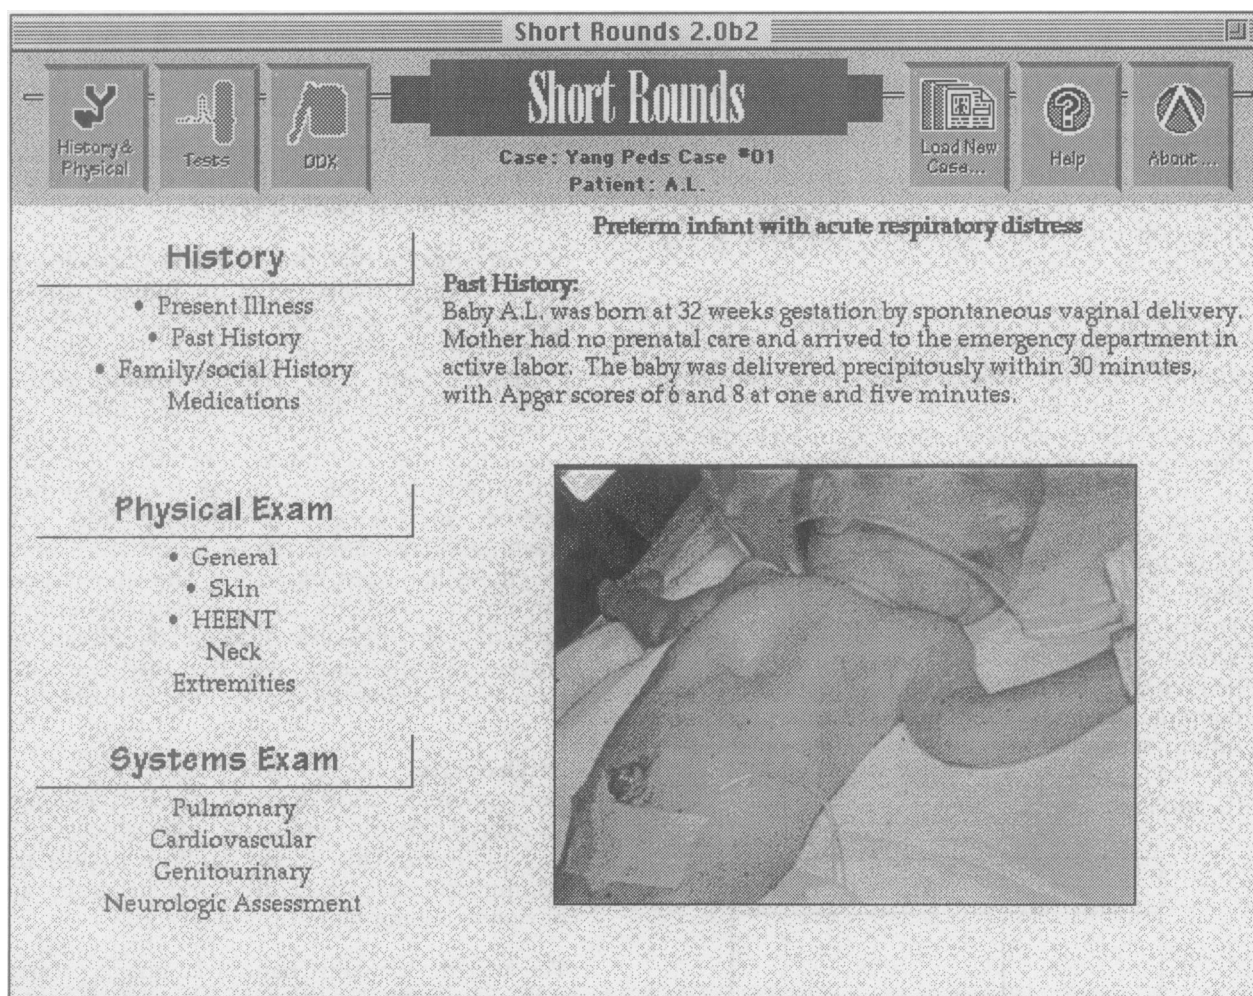 Short Rounds 2.0b2
History &
Physical
Tests
DDX
Short Rounds
Case: Yang Peds Case #01
Patient: A.L.
Load New
Case...
Help
About ...
Preterm infant with acute respiratory distress
History
• Present Illness
• Past History
• Family/social History
Medications
Physical Exam
• General
• Skin
• HEENT
Neck
Extremities
Systems Exam
Pulmonary
Cardiovascular
Genitourinary
Neurologic Assessment
Past History:
Baby A.L. was born at 32 weeks gestation by spontaneous vaginal delivery.
Mother had no prenatal care and arrived to the emergency department in
active labor. The baby was delivered precipitously within 30 minutes,
with Apgar scores of 6 and 8 at one and five minutes.